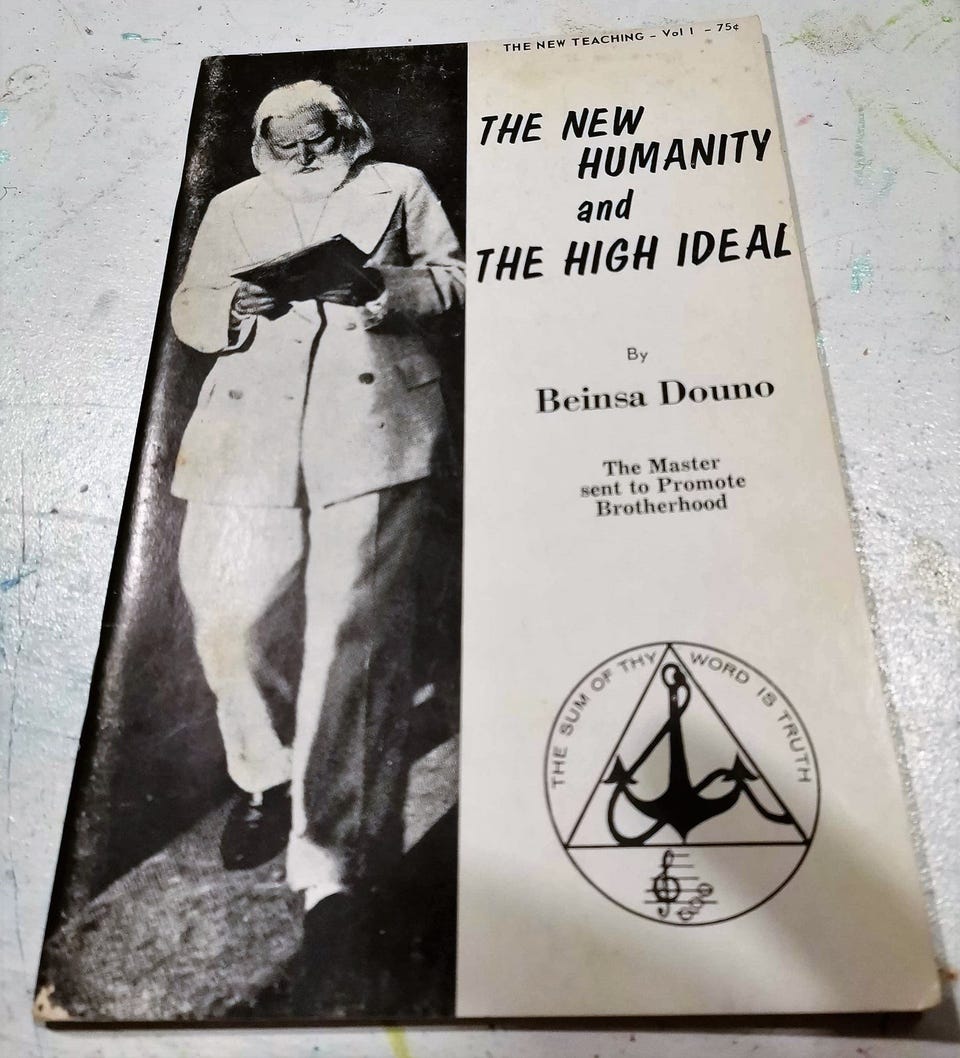 THE NEW TEACHING - Vol 1 - 75¢
THE NEW
HUMANITY
and
THE HIGH IDEAL
By
Beinsa Douno
The Master
sent to Promote
Brotherhood
THE SUM OF THY WORD IS TRUTH